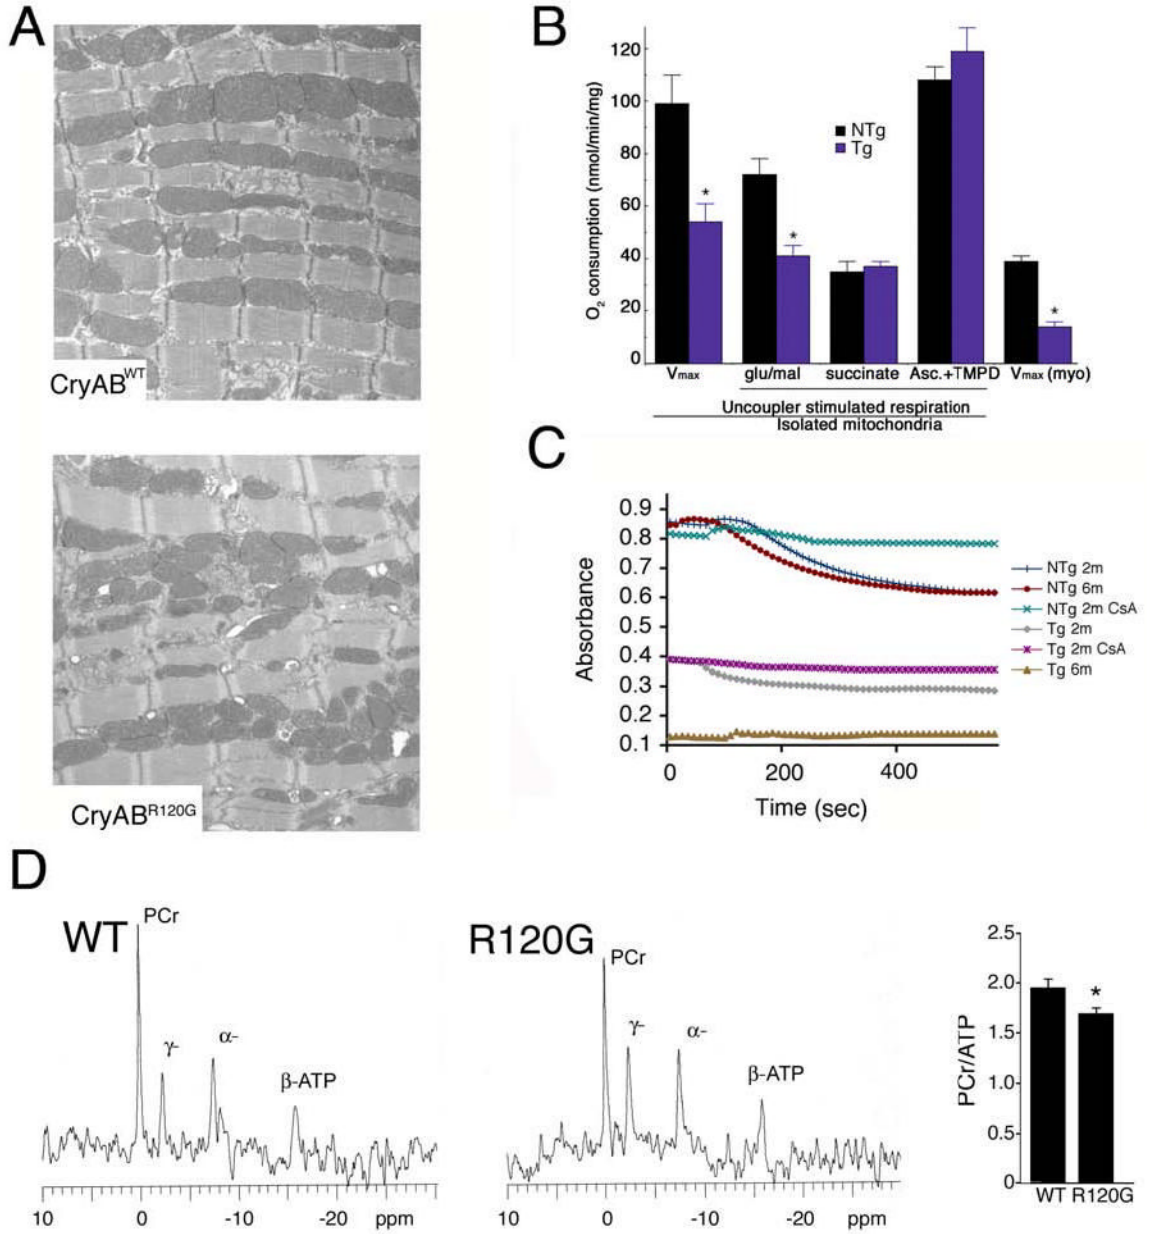 A
CryAB^WT
CryAB^R120G
B
O₂ consumption (nmol/min/mg)
120
100
80
60
40
20
0
NTg
Tg
*
*
*
Vmax
glu/mal
succinate
Asc.+TMPD
Vmax (myo)
Uncoupler stimulated respiration
Isolated mitochondria
C
Absorbance
0.9
0.8
0.7
0.6
0.5
0.4
0.3
0.2
0.1
0
200
400
Time (sec)
NTg 2m
NTg 6m
NTg 2m CsA
Tg 2m
Tg 2m CsA
Tg 6m
D
WT
PCr
γ-
α-
β-ATP
10
0
-10
-20
ppm
R120G
PCr
γ-
α-
β-ATP
10
0
-10
-20
ppm
PCr/ATP
2.5
2.0
1.5
1.0
0.5
0
*
WT R120G